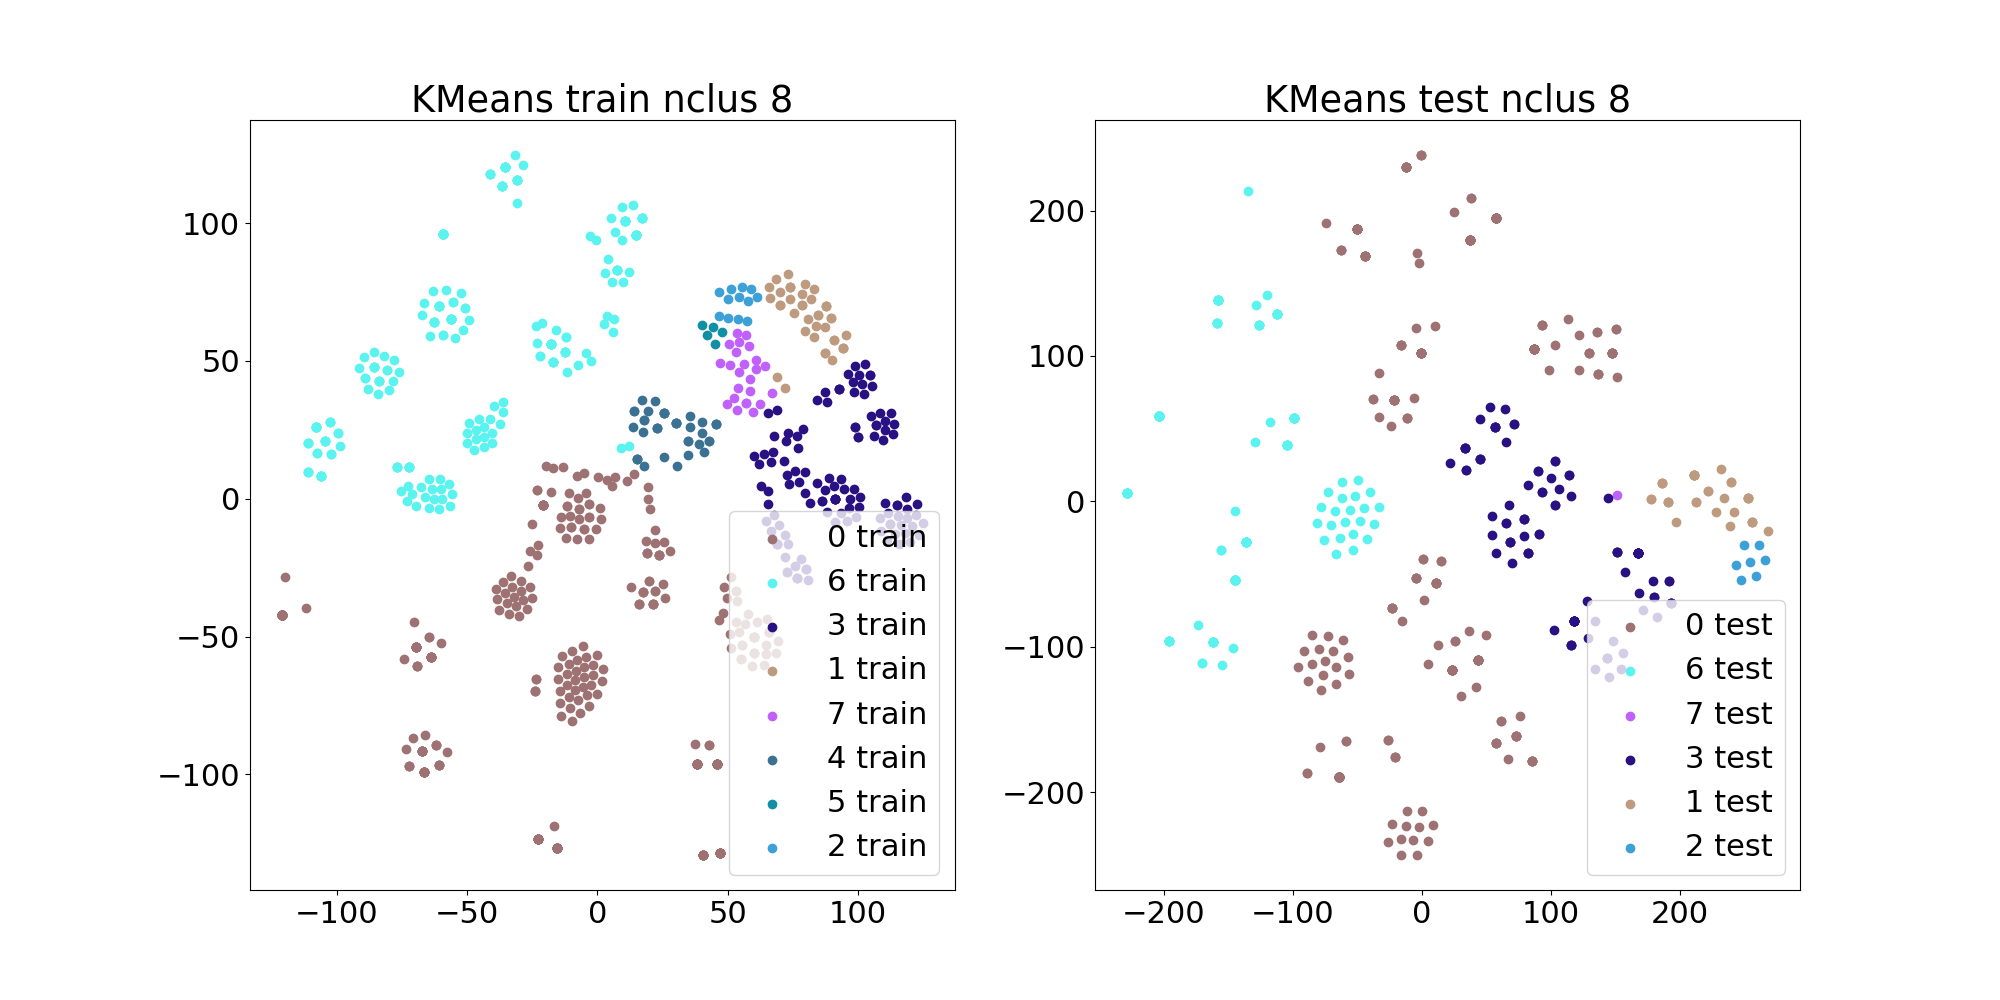 KMeans train nclus 8
100
50
0
−50
−100
−100 −50 0 50 100
0 train
6 train
3 train
1 train
7 train
4 train
5 train
2 train
KMeans test nclus 8
200
100
0
−100
−200
−200 −100 0 100 200
0 test
6 test
7 test
3 test
1 test
2 test